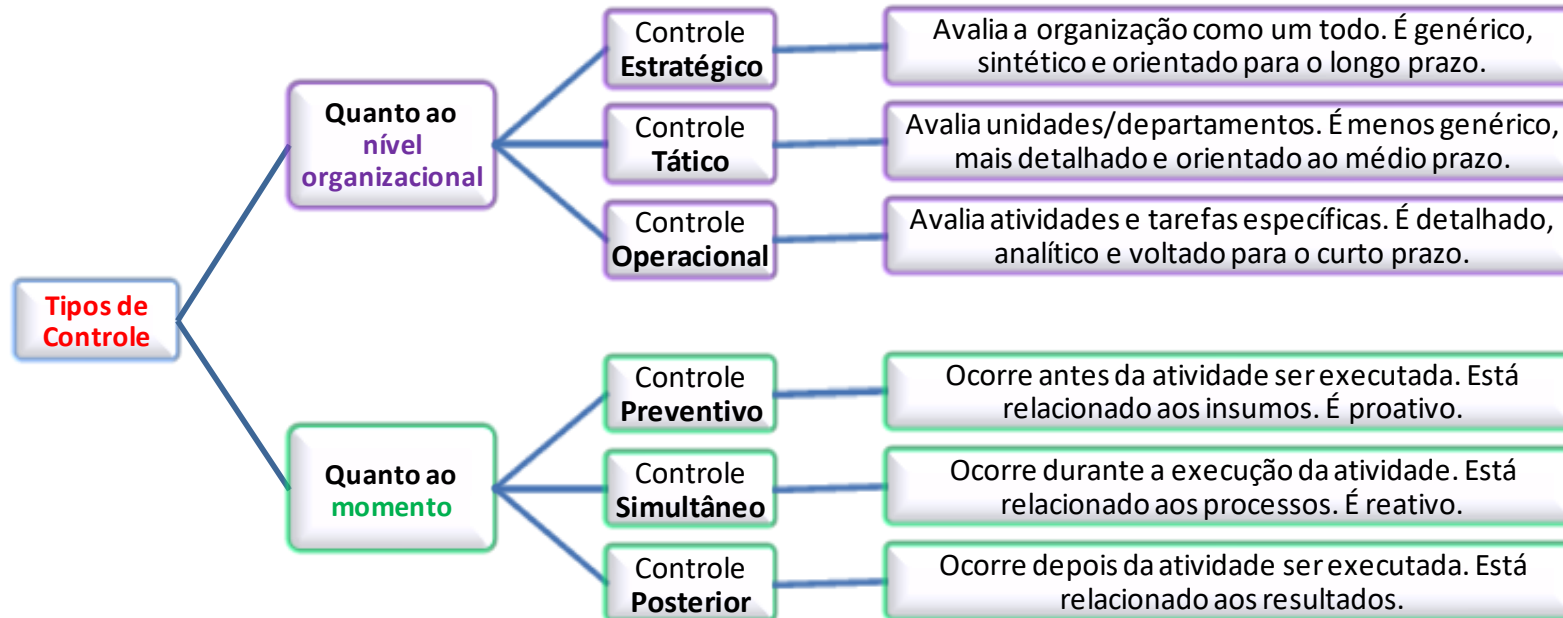 Tipos de
Controle
Quanto ao
nível
organizacional
Controle
Estratégico
Avalia a organização como um todo. É genérico,
sintético e orientado para o longo prazo.
Controle
Tático
Avalia unidades/departamentos. É menos genérico,
mais detalhado e orientado ao médio prazo.
Controle
Operacional
Avalia atividades e tarefas específicas. É detalhado,
analítico e voltado para o curto prazo.
Quanto ao
momento
Controle
Preventivo
Ocorre antes da atividade ser executada. Está
relacionado aos insumos. É proativo.
Controle
Simultâneo
Ocorre durante a execução da atividade. Está
relacionado aos processos. É reativo.
Controle
Posterior
Ocorre depois da atividade ser executada. Está
relacionado aos resultados.